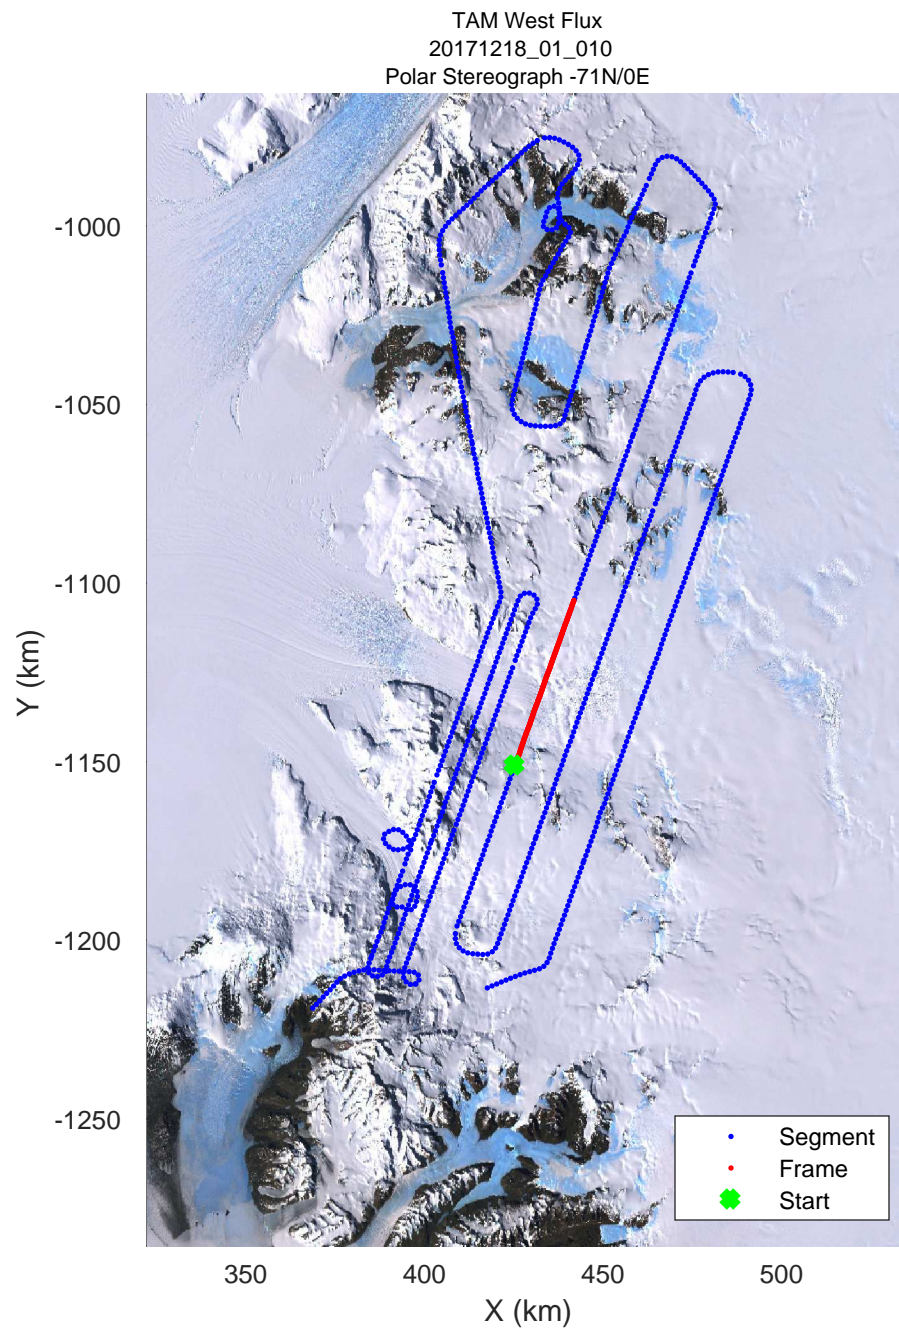 TAM West Flux
20171218_01_010
Polar Stereograph -71N/0E
-1000
-1050
-1100
-1150
-1200
-1250
Y (km)
350
400
450
500
X (km)
Segment
Frame
Start